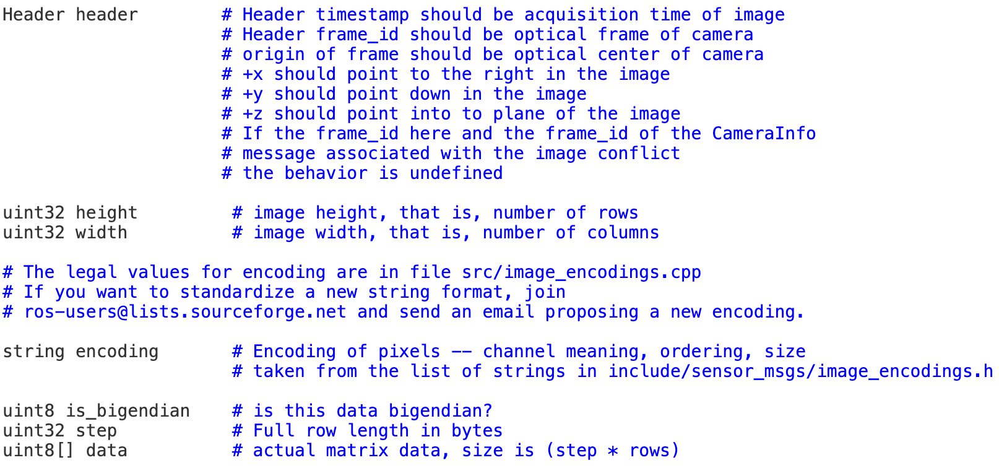 Header header        # Header timestamp should be acquisition time of image
                     # Header frame_id should be optical frame of camera
                     # origin of frame should be optical center of camera
                     # +x should point to the right in the image
                     # +y should point down in the image
                     # +z should point into to plane of the image
                     # If the frame_id here and the frame_id of the CameraInfo
                     # message associated with the image conflict
                     # the behavior is undefined

uint32 height         # image height, that is, number of rows
uint32 width          # image width, that is, number of columns

# The legal values for encoding are in file src/image_encodings.cpp
# If you want to standardize a new string format, join
# ros-users@lists.sourceforge.net and send an email proposing a new encoding.

string encoding       # Encoding of pixels -- channel meaning, ordering, size
                      # taken from the list of strings in include/sensor_msgs/image_encodings.h

uint8 is_bigendian    # is this data bigendian?
uint32 step           # Full row length in bytes
uint8[] data          # actual matrix data, size is (step * rows)